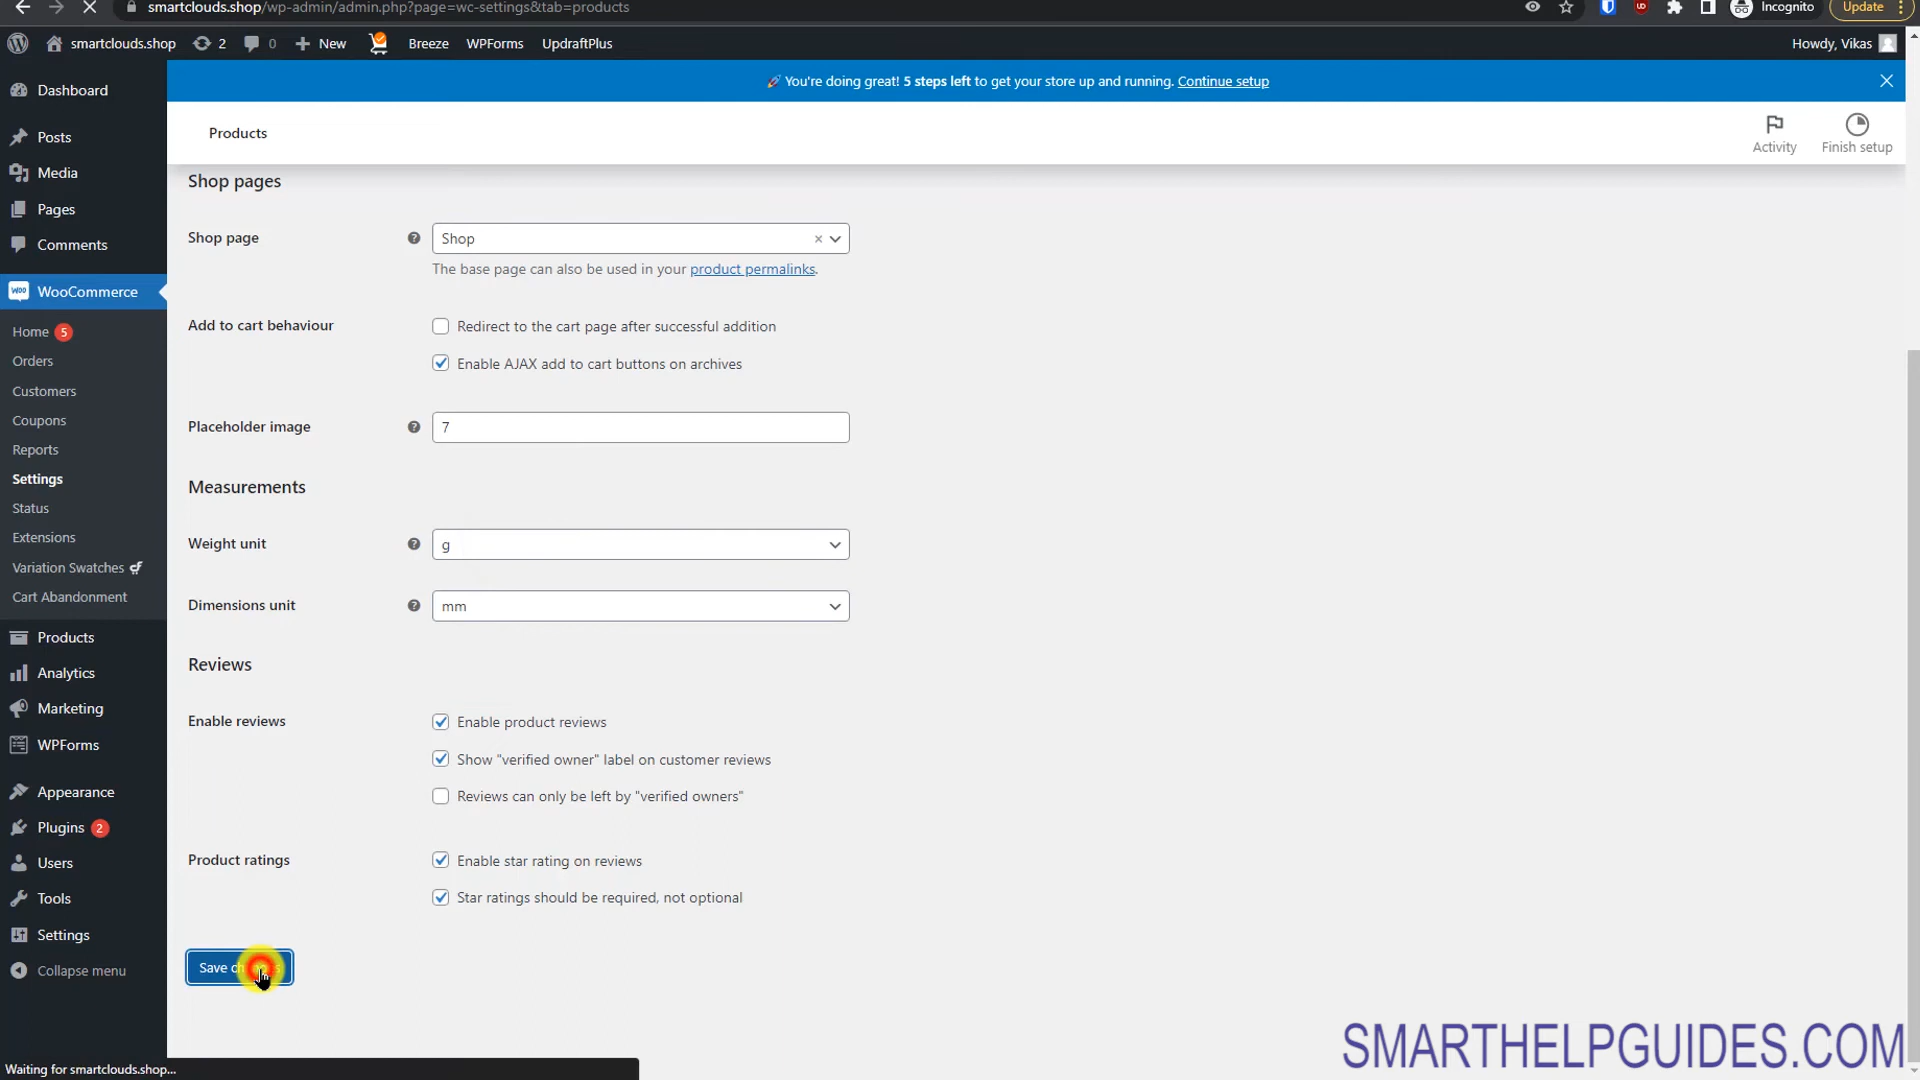 smartclouds.shop/wp-admin/admin.php?page=wc-settings&tab=products
Incognito
Update
smartclouds.shop
2
0
New
Breeze
WPForms
UpdraftPlus
Howdy, Vikas
🚀 You're doing great! 5 steps left to get your store up and running. Continue setup
Products
Activity
Finish setup
Dashboard
Posts
Media
Pages
Comments
WOO WooCommerce
Home 5
Orders
Customers
Coupons
Reports
Settings
Status
Extensions
Variation Swatches
Cart Abandonment
Products
Analytics
Marketing
WPForms
Appearance
Plugins 2
Users
Tools
Settings
Collapse menu
Shop pages
Shop page
Shop
The base page can also be used in your product permalinks.
Add to cart behaviour
Redirect to the cart page after successful addition
Enable AJAX add to cart buttons on archives
Placeholder image
7
Measurements
Weight unit
g
Dimensions unit
mm
Reviews
Enable reviews
Enable product reviews
Show "verified owner" label on customer reviews
Reviews can only be left by "verified owners"
Product ratings
Enable star rating on reviews
Star ratings should be required, not optional
Save
Waiting for smartclouds.shop...
SMARTHELPGUIDES.COM